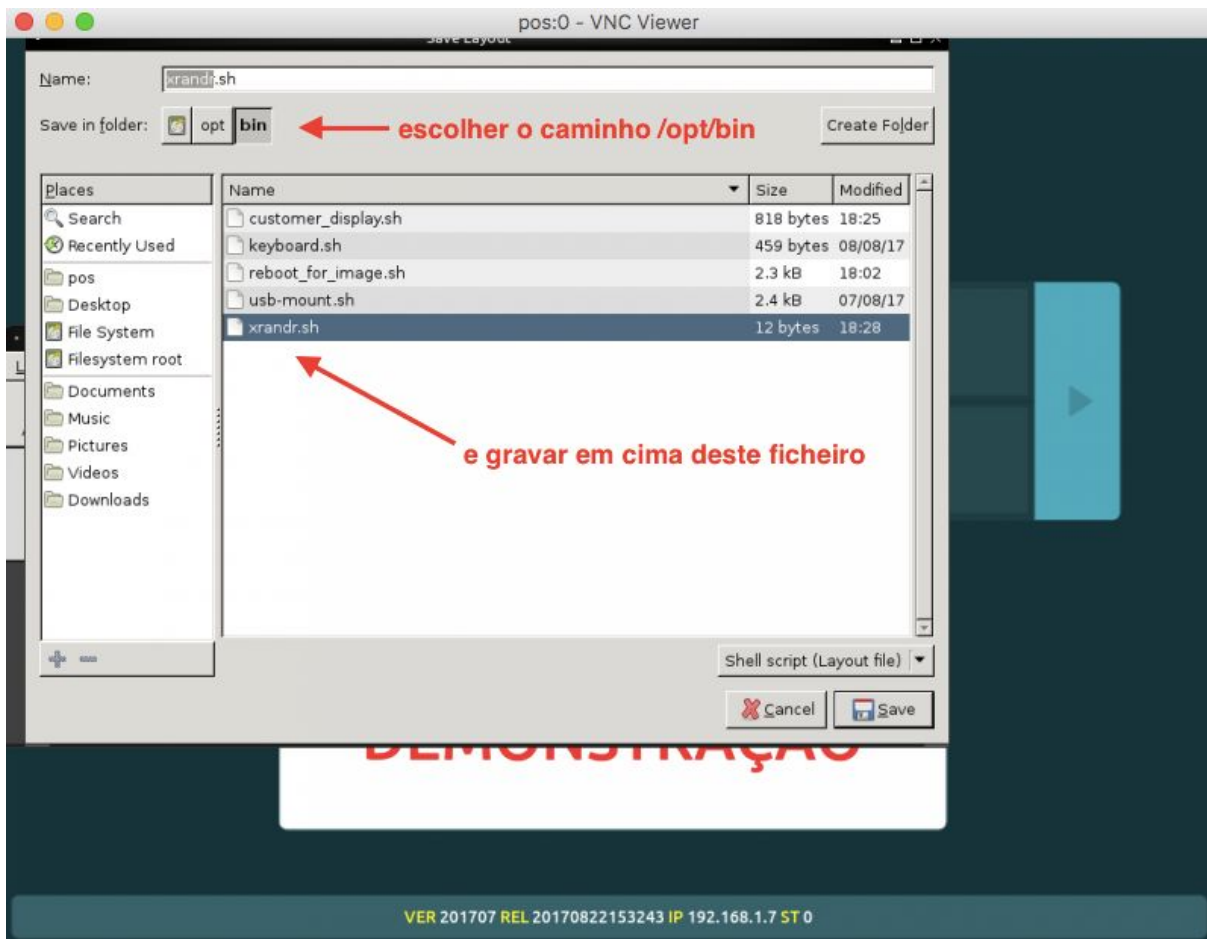 pos:0 - VNC Viewer
Save Layout
Name: xrandr.sh
Save in folder: opt bin escolher o caminho /opt/bin Create Folder
Places Name Size Modified
Search customer_display.sh 818 bytes 18:25
Recently Used keyboard.sh 459 bytes 08/08/17
pos reboot_for_image.sh 2.3 kB 18:02
Desktop usb-mount.sh 2.4 kB 07/08/17
File System xrandr.sh 12 bytes 18:28
Filesystem root
Documents
Music
Pictures e gravar em cima deste ficheiro
Videos
Downloads
Shell script (Layout file)
Cancel Save
DEMONSTRAÇÃO
VER 201707 REL 20170822153243 IP 192.168.1.7 ST 0